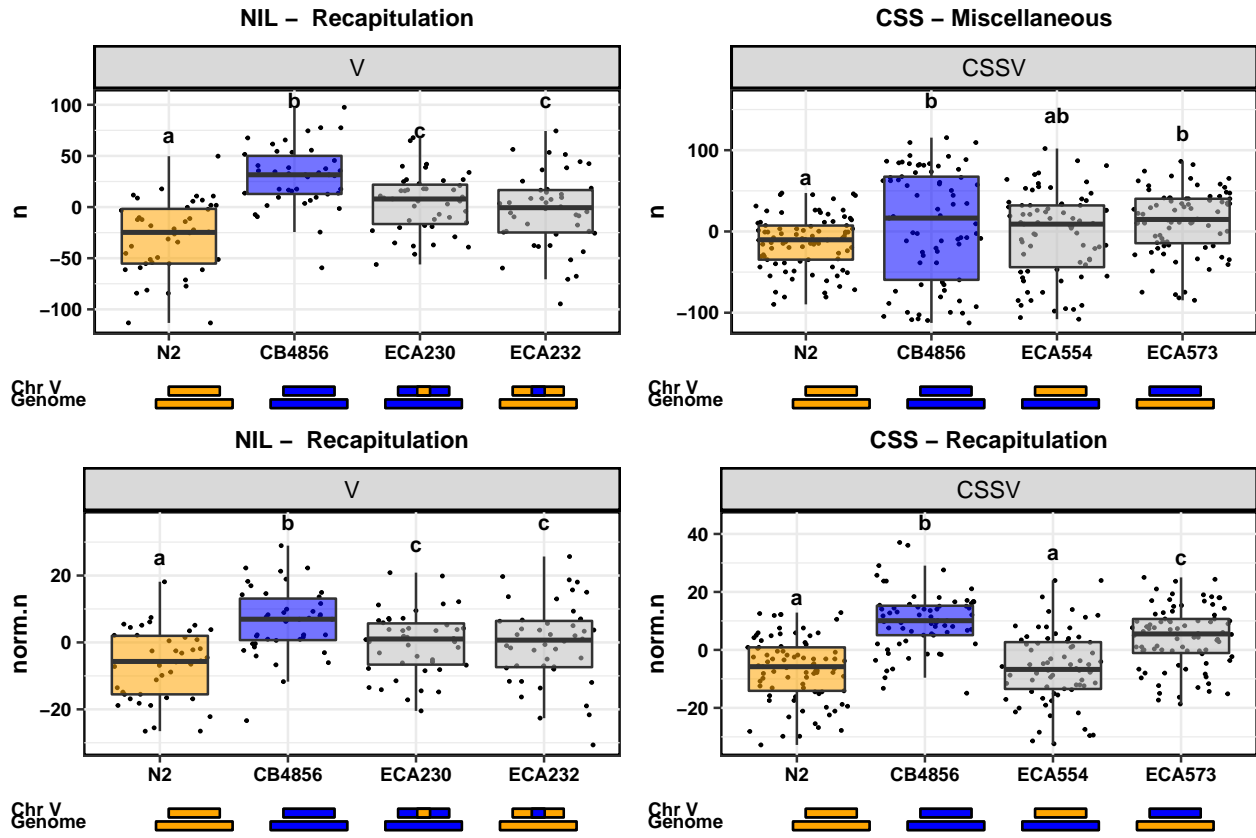 NIL − Recapitulation
V
n
100
50
0
−50
−100
a
b
c
c
N2 CB4856 ECA230 ECA232
Chr V
Genome
CSS − Miscellaneous
CSSV
n
100
0
−100
a
b
ab
b
N2 CB4856 ECA554 ECA573
Chr V
Genome
NIL − Recapitulation
V
norm.n
20
0
−20
a
b
c
c
N2 CB4856 ECA230 ECA232
Chr V
Genome
CSS − Recapitulation
CSSV
norm.n
40
20
0
−20
a
b
a
c
N2 CB4856 ECA554 ECA573
Chr V
Genome